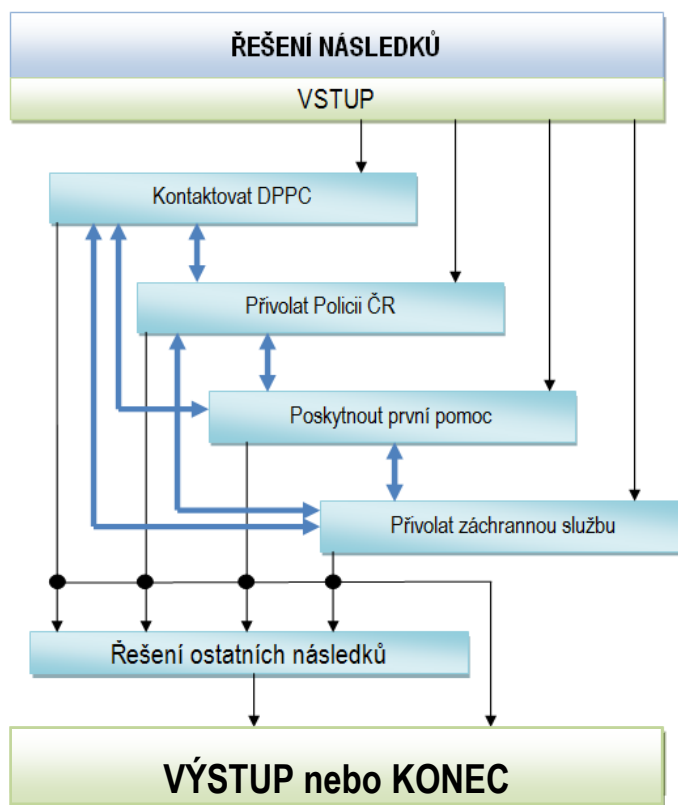 ŘEŠENÍ NÁSLEDKŮ
VSTUP
Kontaktovat DPPC
Přivolat Policii ČR
Poskytnout první pomoc
Přivolat záchrannou službu
Řešení ostatních následků
VÝSTUP nebo KONEC